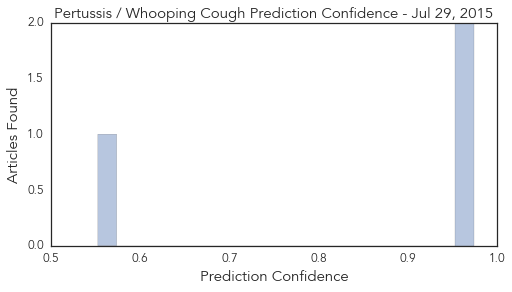 Pertussis / Whooping Cough Prediction Confidence - Jul 29, 2015
2.0
1.5
1.0
0.5
0.0
Articles Found
0.5 0.6 0.7 0.8 0.9 1.0
Prediction Confidence